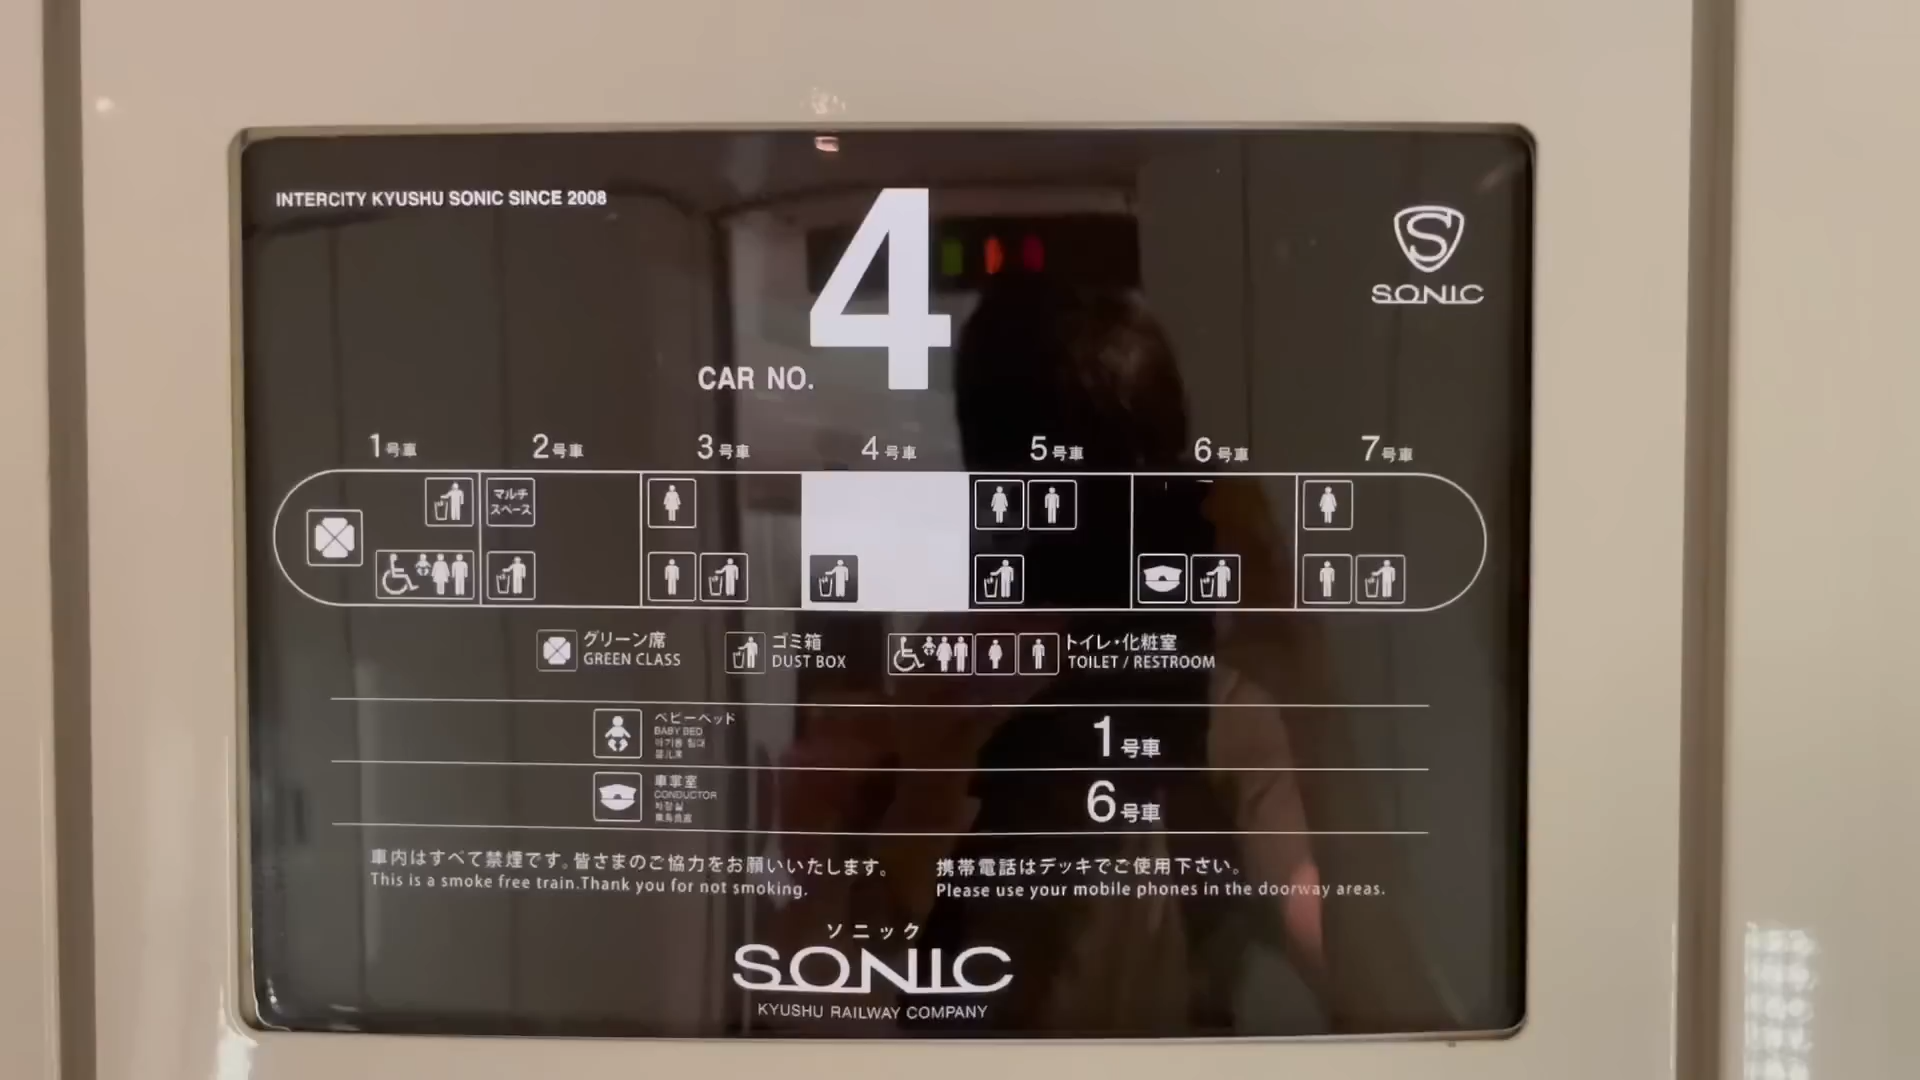 INTERCITY KYUSHU SONIC SINCE 2008
S
SONIC
CAR NO. 4
1号車 2号車 3号車 4号車 5号車 6号車 7号車
マルチ
スペース
グリーン席
GREEN CLASS
ゴミ箱
DUST BOX
トイレ・化粧室
TOILET / RESTROOM
ベビーベッド
BABY BED
1号車
車掌室
CONDUCTOR
차장실
6号車
車内はすべて禁煙です。皆さまのご協力をお願いいたします。
This is a smoke free train.Thank you for not smoking.
携帯電話はデッキでご使用下さい。
Please use your mobile phones in the doorway areas.
ソニック
SONIC
KYUSHU RAILWAY COMPANY